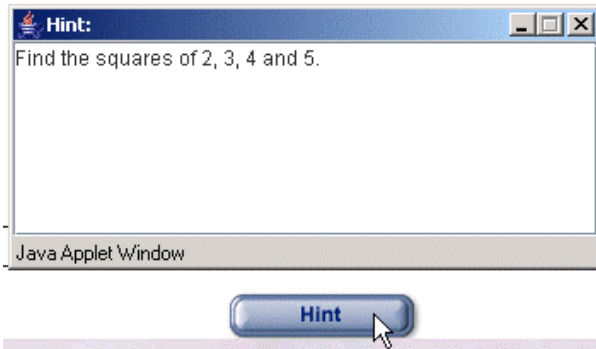 Hint:
Find the squares of 2, 3, 4 and 5.
Java Applet Window
Hint